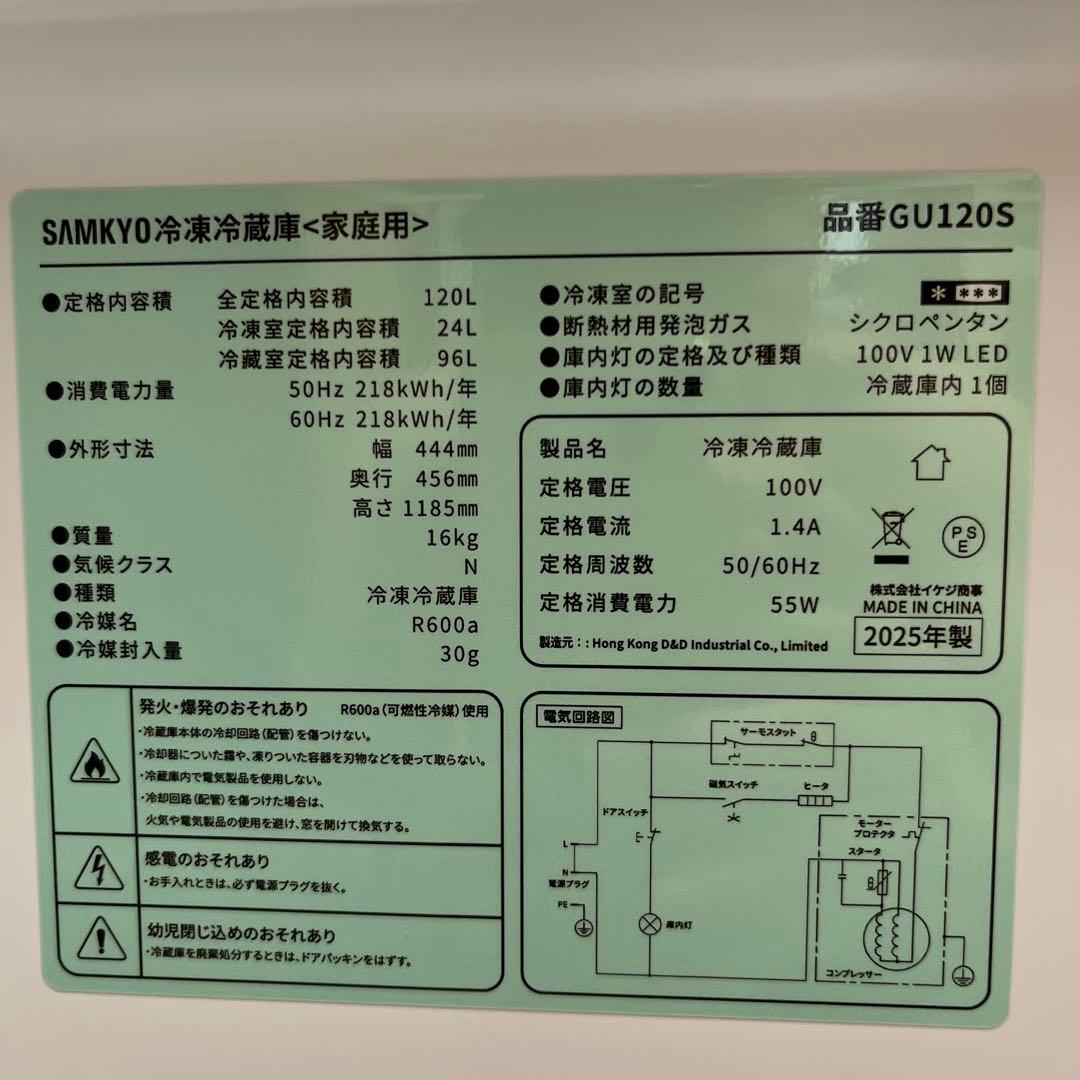 SAMKYO冷凍冷蔵庫<家庭用> 品番GU120S
●定格内容積 全定格内容積 120L
冷凍室定格内容積 24L
冷蔵室定格内容積 96L
●消費電力量 50Hz 218kWh/年
60Hz 218kWh/年
●外形寸法 幅 444㎜
奥行 456㎜
高さ 1185㎜
●質量 16kg
●気候クラス N
●種類 冷凍冷蔵庫
●冷媒名 R600a
●冷媒封入量 30g
●冷凍室の記号 * ***
●断熱材用発泡ガス シクロペンタン
●庫内灯の定格及び種類 100V 1W LED
●庫内灯の数量 冷蔵庫内 1個
製品名 冷凍冷蔵庫
定格電圧 100V
定格電流 1.4A
定格周波数 50/60Hz
定格消費電力 55W
製造元：: Hong Kong D&D Industrial Co., Limited
PSE
株式会社イケジ商事
MADE IN CHINA
2025年製
発火・爆発のおそれあり R600a（可燃性冷媒）使用
・冷蔵庫本体の冷却回路（配管）を傷つけない。
・冷却器についた霜や、凍りついた容器を刃物などを使って取らない。
・冷蔵庫内で電気製品を使用しない。
・冷却回路（配管）を傷つけた場合は、
火気や電気製品の使用を避け、窓を開けて換気する。
感電のおそれあり
・お手入れときは、必ず電源プラグを抜く。
幼児閉じ込めのおそれあり
・冷蔵庫を廃棄処分するときは、ドアパッキンをはずす。
電気回路図
サーモスタット
θ
磁気スイッチ
ヒータ
ドアスイッチ
モーター
プロテクタ
スタータ
L
N
電源プラグ
PE
θ
庫内灯
コンプレッサー